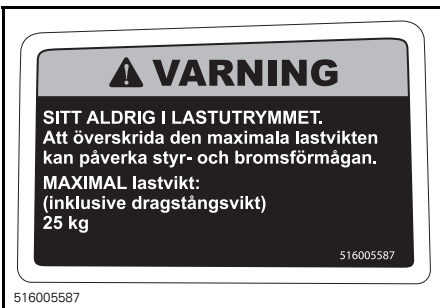 VARNING
SITT ALDRIG I LASTUTRYMMET.
Att överskrida den maximala lastvikten
kan påverka styr- och bromsförmågan.
MAXIMAL lastvikt:
(inklusive dragstångsvikt)
25 kg
516005587
516005587